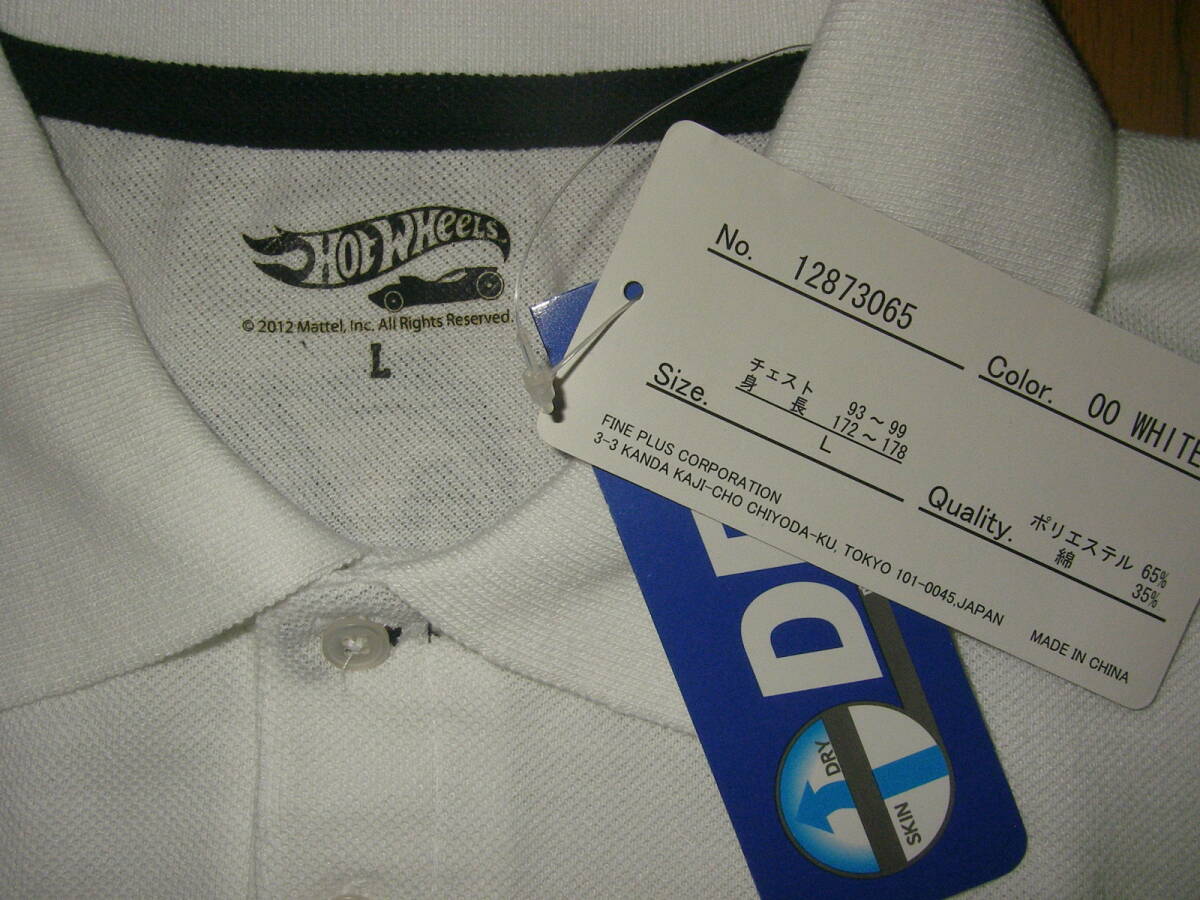 HOT WHEELS
© 2012 Mattel, Inc. All Rights Reserved.
L
No. 12873065
Color. 00 WHITE
Size. チェスト 93～99
身長 172～178
L
Quality. ポリエステル 65%
綿 35%
FINE PLUS CORPORATION
3-3 KANDA KAJI-CHO CHIYODA-KU, TOKYO 101-0045,JAPAN
MADE IN CHINA
DRY
SKIN